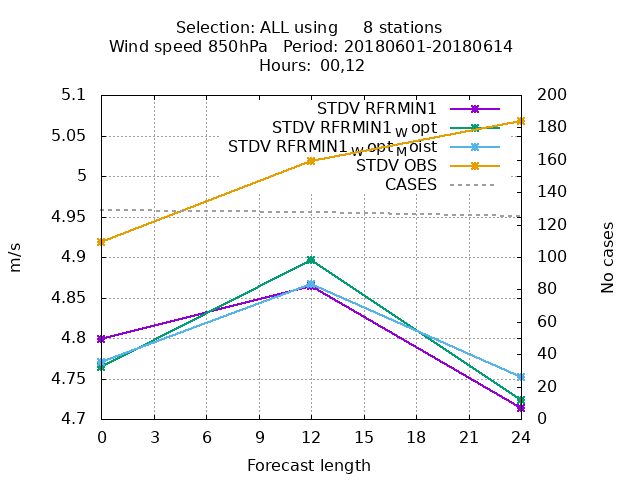 Selection: ALL using 8 stations
Wind speed 850hPa Period: 20180601-20180614
Hours: 00,12
5.1
5.05
5
4.95
4.9
4.85
4.8
4.75
4.7
m/s
STDV RFRMIN1
STDV RFRMIN1_W opt
STDV RFRMIN1_W opt_M oist
STDV OBS
CASES
200
180
160
140
120
100
80
60
40
20
0
No cases
0 3 6 9 12 15 18 21 24
Forecast length